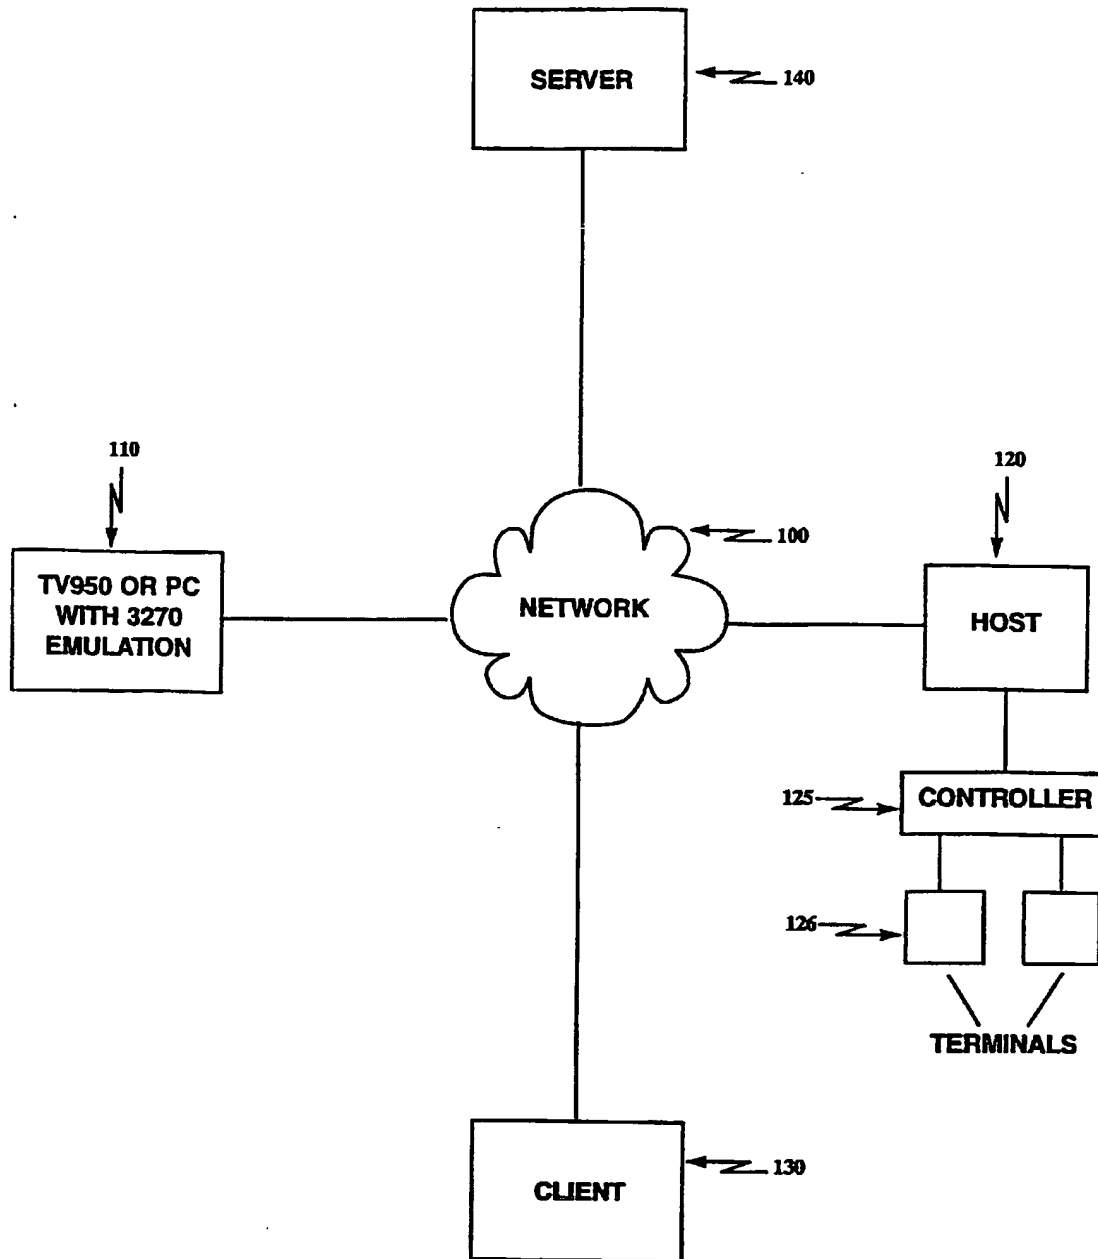 SERVER
140
110
120
100
TV950 OR PC
WITH 3270
EMULATION
NETWORK
HOST
125
CONTROLLER
126
TERMINALS
130
CLIENT